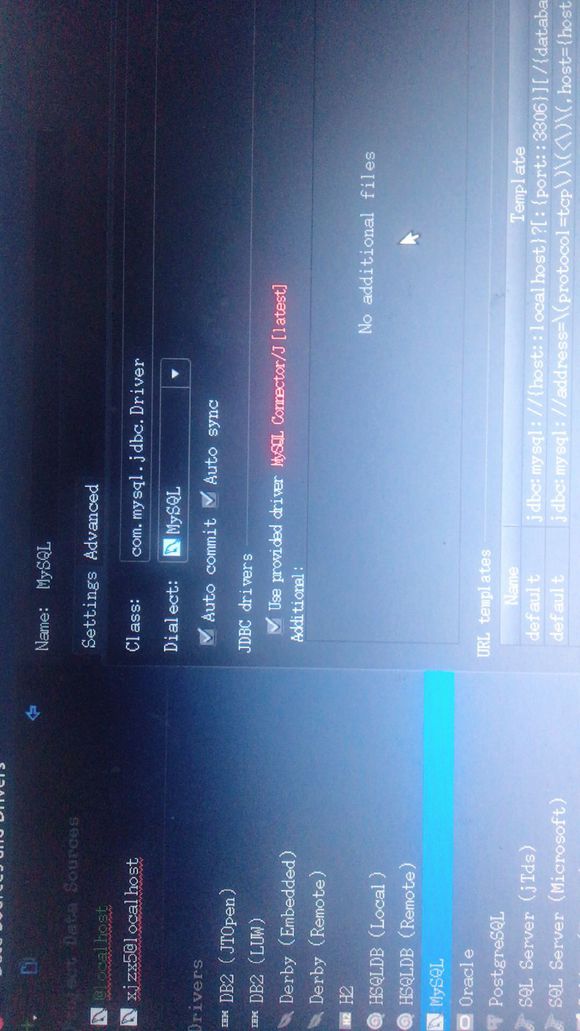 Data Sources and Drivers
Project Data Sources
@localhost
xjzx5@localhost
Drivers
DB2 (JTOpen)
DB2 (LUW)
Derby (Embedded)
Derby (Remote)
H2
HSQLDB (Local)
HSQLDB (Remote)
MySQL
Oracle
PostgreSQL
SQL Server (jTds)
SQL Server (Microsoft)
Name: MySQL
Settings Advanced
Class: com.mysql.jdbc.Driver
Dialect: MySQL
Auto commit Auto sync
JDBC drivers
Use provided driver MySQL Connector/J [latest]
Additional:
No additional files
URL templates
Name Template
default jdbc:mysql://{host::localhost}?[:{port::3306}][/{databa
default jdbc:mysql://address=\(protocol=tcp\)\(<\)\(,host={host